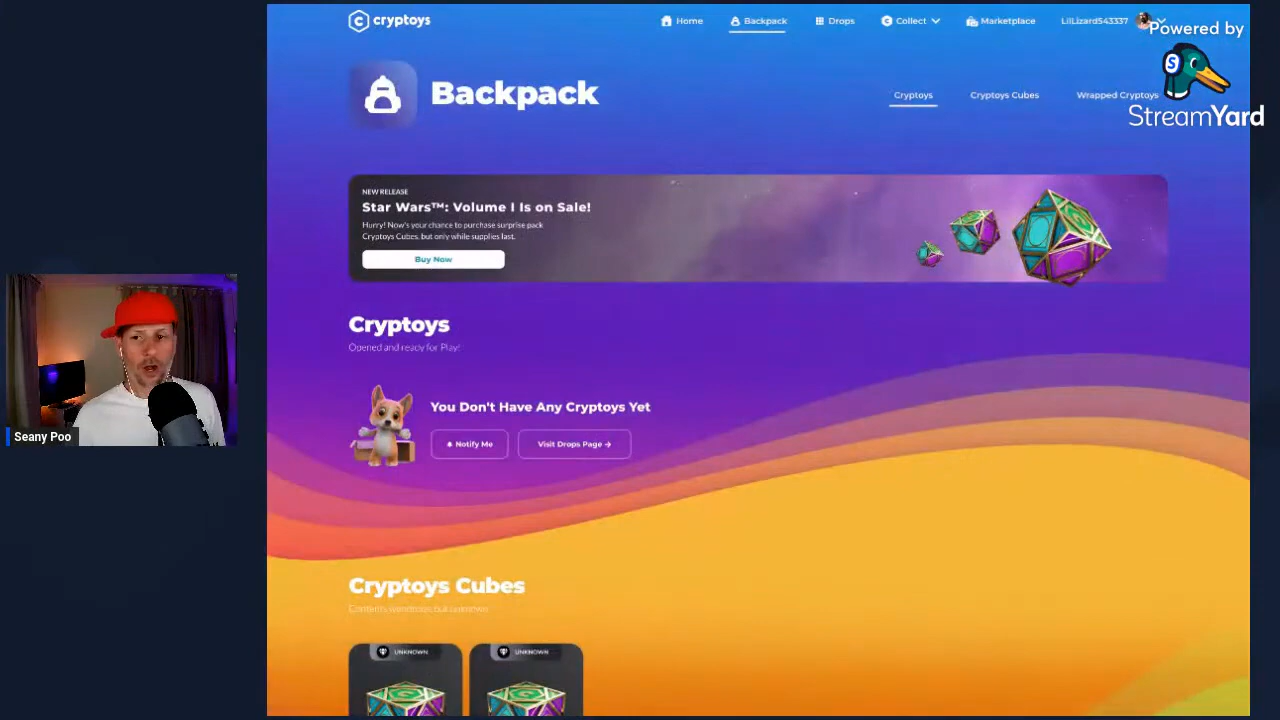 cryptoys
Home
Backpack
Drops
Collect
Marketplace
LilLizard543337
Powered by
StreamYard
Backpack
Cryptoys
Cryptoys Cubes
Wrapped Cryptoys
NEW RELEASE
Star Wars™: Volume I Is on Sale!
Hurry! Now's your chance to purchase surprise pack
Cryptoys Cubes, but only while supplies last.
Buy Now
Cryptoys
Opened and ready for Play!
You Don't Have Any Cryptoys Yet
Notify Me
Visit Drops Page →
Seany Poo
Cryptoys Cubes
UNKNOWN
UNKNOWN